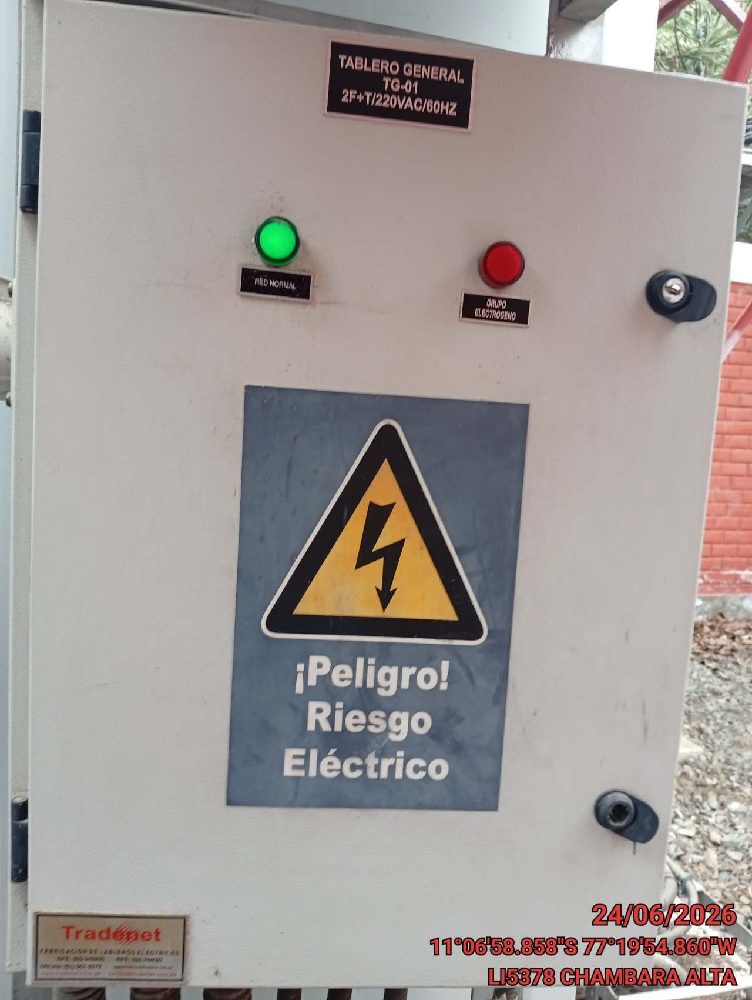 TABLERO GENERAL
TG-01
2F+T/220VAC/60HZ
RED NORMAL
GRUPO
ELECTROGENO
¡Peligro!
Riesgo
Eléctrico
Tradenet
FABRICACION DE TABLEROS ELECTRICOS
24/06/2026
11°06'58.858"S 77°19'54.860"W
LI5378 CHAMBARA ALTA